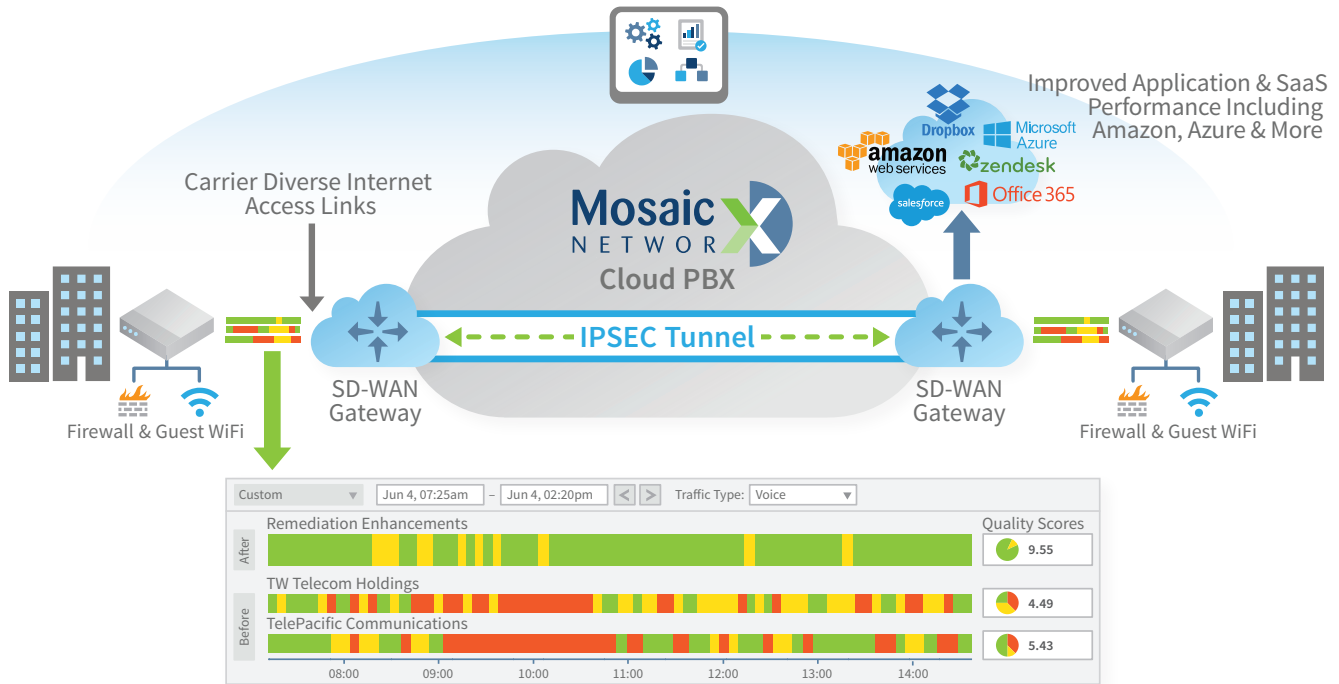 Improved Application & SaaS
Performance Including
Amazon, Azure & More
Dropbox
Microsoft
Azure
amazon
web services
zendesk
salesforce
Office 365
Carrier Diverse Internet
Access Links
Mosaic
NETWORX
Cloud PBX
IPSEC Tunnel
SD-WAN
Gateway
SD-WAN
Gateway
Firewall & Guest WiFi
Firewall & Guest WiFi
Custom
Jun 4, 07:25am – Jun 4, 02:20pm < > Traffic Type: Voice
After
Remediation Enhancements
Quality Scores
9.55
Before
TW Telecom Holdings
4.49
TelePacific Communications
5.43
08:00 09:00 10:00 11:00 12:00 13:00 14:00